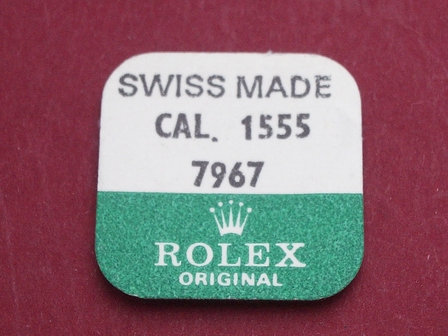 SWISS MADE
CAL. 1555
7967
ROLEX
ORIGINAL